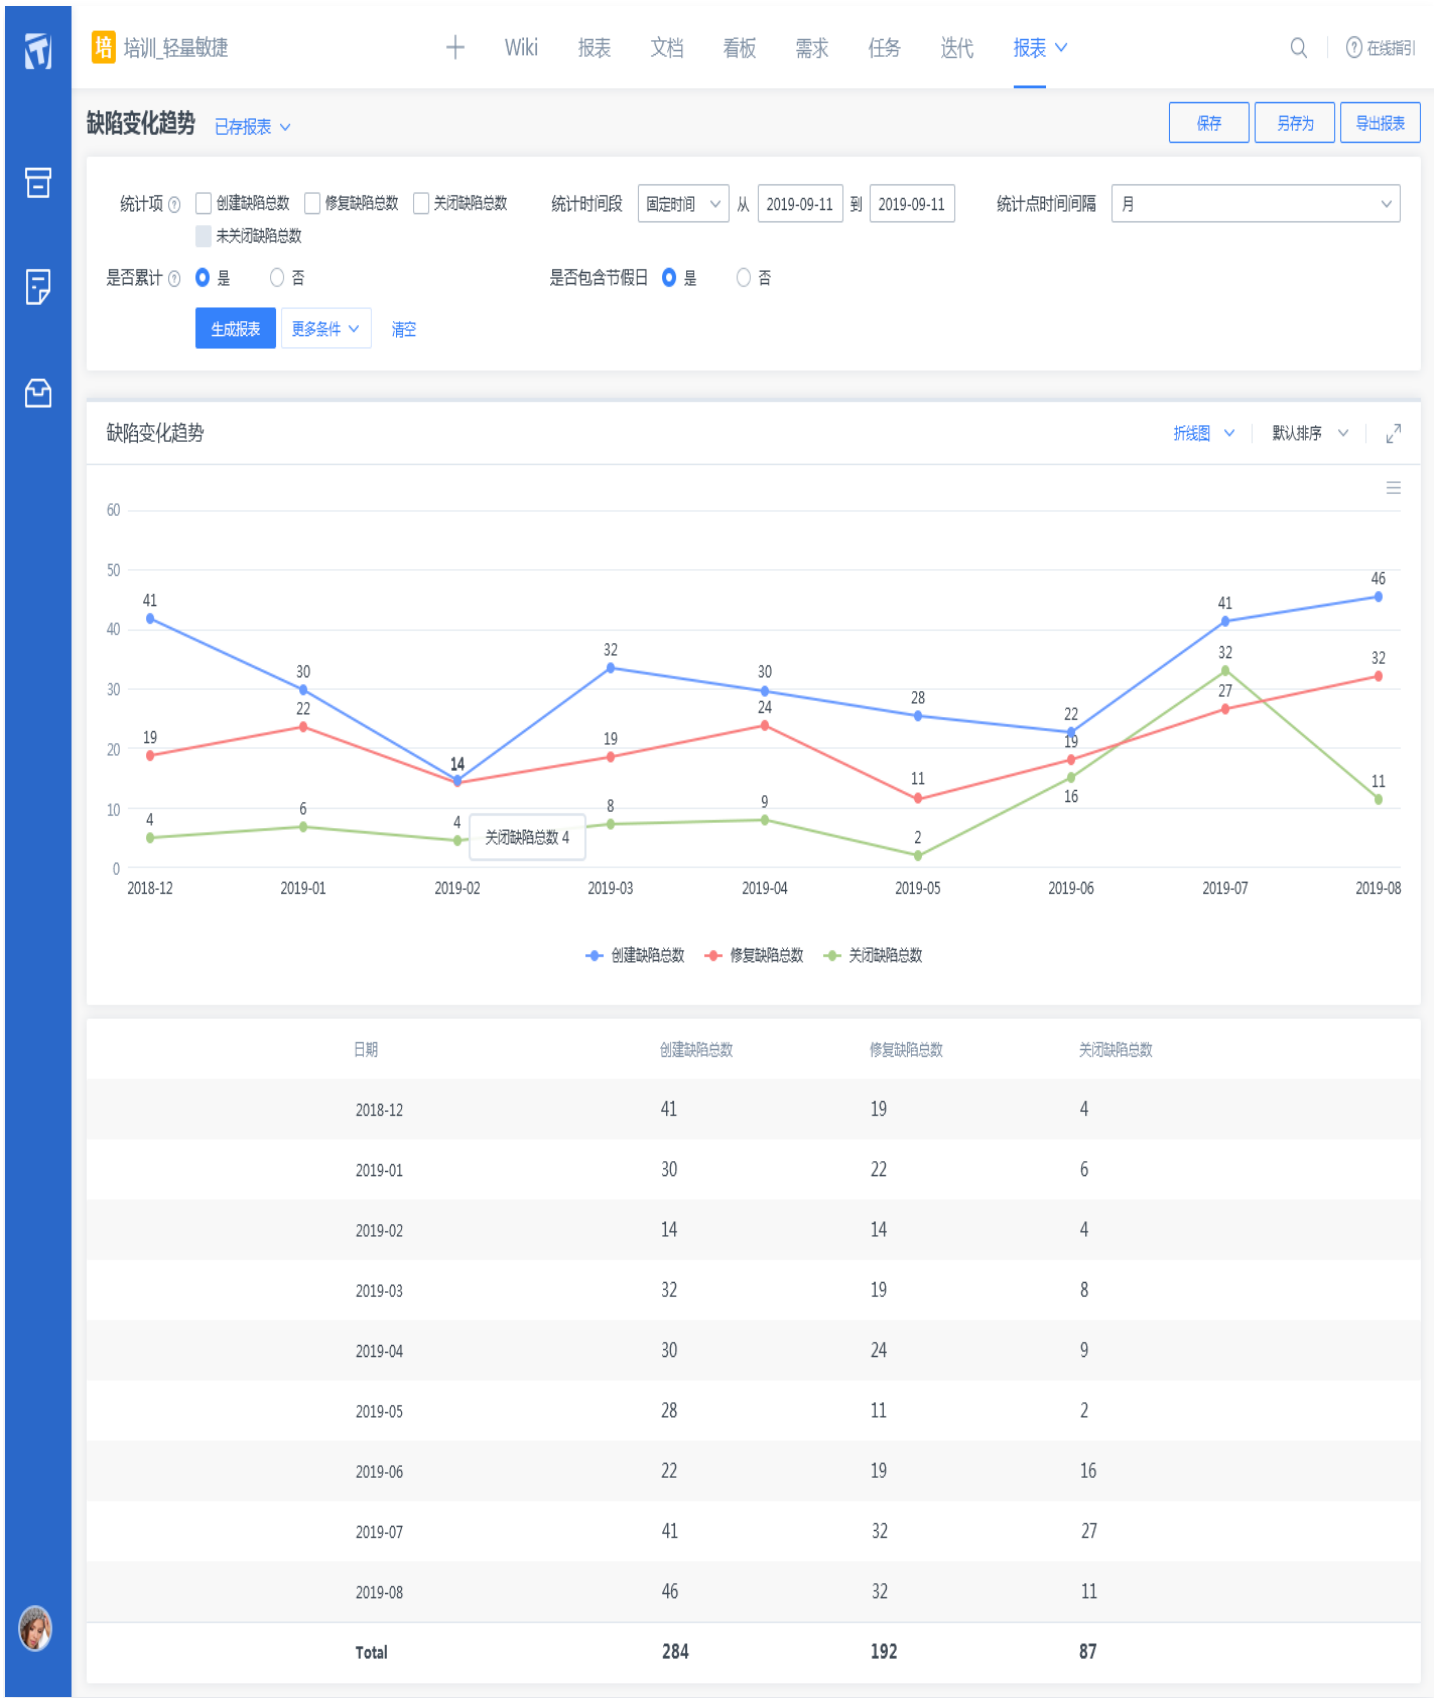 培 培训_轻量敏捷 Wiki 报表 文档 看板 需求 任务 迭代 报表 在线指引
缺陷变化趋势 已存报表 保存 另存为 导出报表
统计项 创建缺陷总数 修复缺陷总数 关闭缺陷总数 统计时间段 固定时间 从 2019-09-11 到 2019-09-11 统计点时间间隔 月
未关闭缺陷总数
是否累计 是 否 是否包含节假日 是 否
生成报表 更多条件 清空
缺陷变化趋势 折线图 默认排序
60
50
40
30
20
10
0
41 30 14 32 30 28 22 41 46
19 22 19 24 11 19 27 32
4 6 4 8 9 2 16 32 11
关闭缺陷总数 4
2018-12 2019-01 2019-02 2019-03 2019-04 2019-05 2019-06 2019-07 2019-08
创建缺陷总数 修复缺陷总数 关闭缺陷总数
日期 创建缺陷总数 修复缺陷总数 关闭缺陷总数
2018-12 41 19 4
2019-01 30 22 6
2019-02 14 14 4
2019-03 32 19 8
2019-04 30 24 9
2019-05 28 11 2
2019-06 22 19 16
2019-07 41 32 27
2019-08 46 32 11
Total 284 192 87